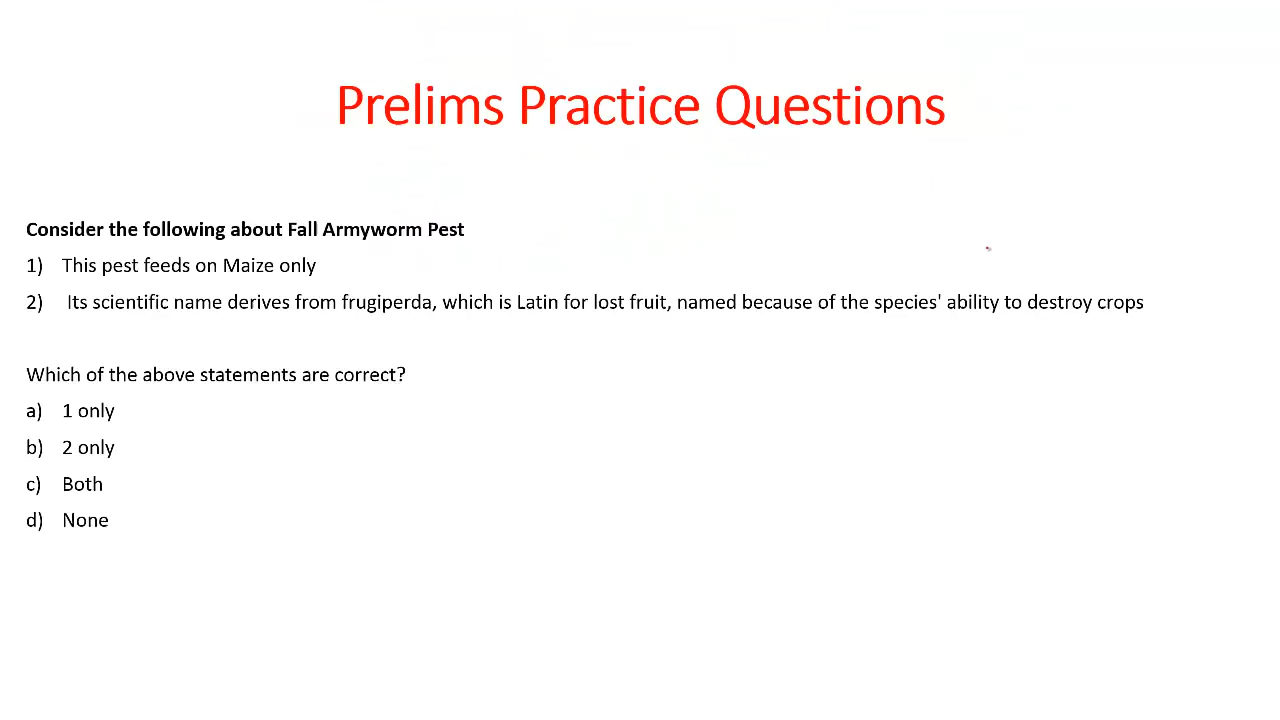 Prelims Practice Questions
Consider the following about Fall Armyworm Pest
1) This pest feeds on Maize only
2) Its scientific name derives from frugiperda, which is Latin for lost fruit, named because of the species' ability to destroy crops
Which of the above statements are correct?
a) 1 only
b) 2 only
c) Both
d) None